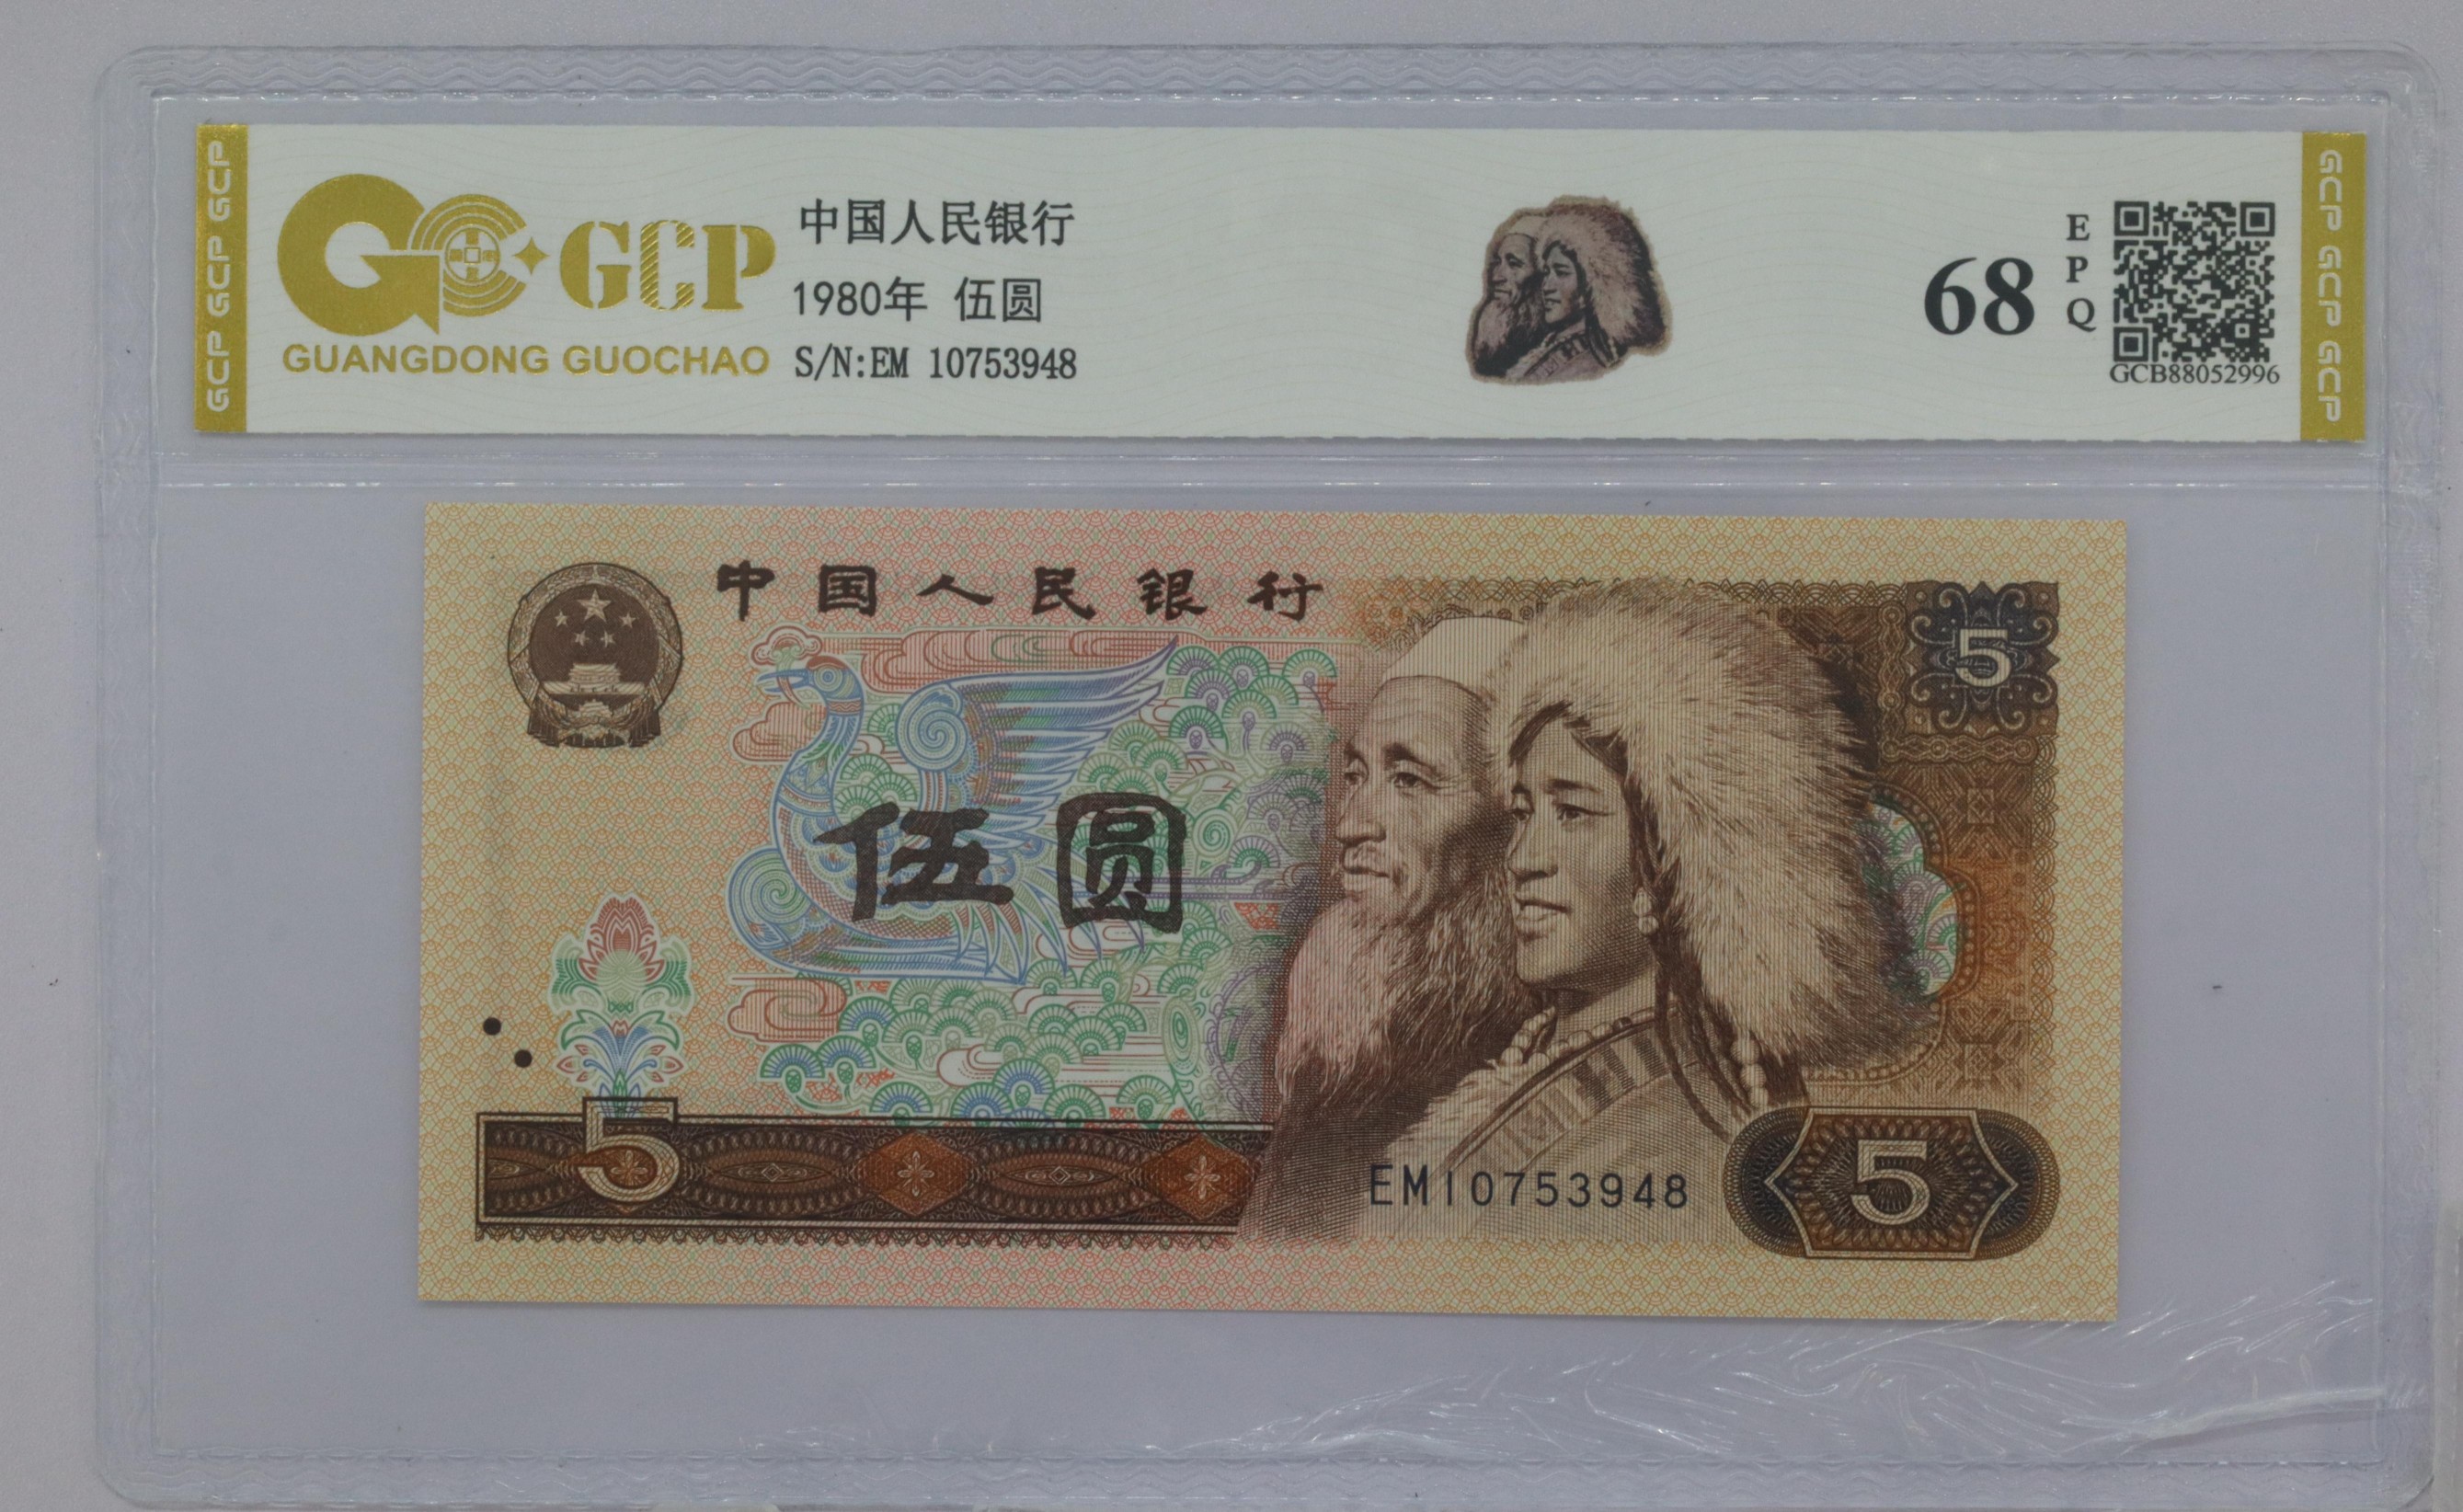 GCP GCP GCP
GCP
GUANGDONG GUOCHAO
中国人民银行
1980年 伍圆
S/N:EM 10753948
68
EPQ
GCB88052996
GCP GCP GCP
中国人民银行
5
伍圆
5
EM10753948
5